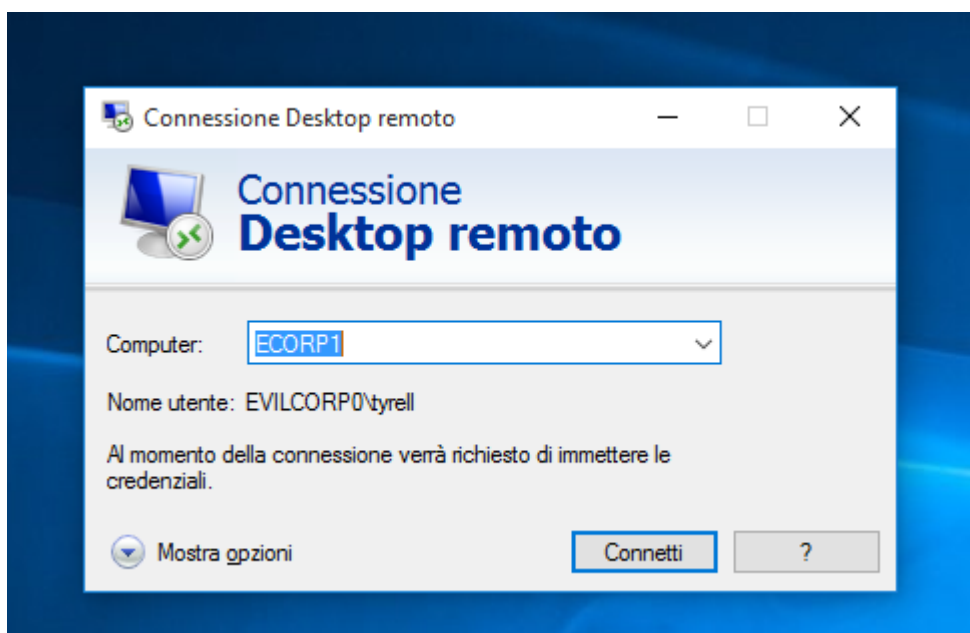 Connessione Desktop remoto
Connessione
Desktop remoto
Computer: ECORP1
Nome utente: EVILCORP0\tyrell
Al momento della connessione verrà richiesto di immettere le
credenziali.
Mostra opzioni Connetti ?